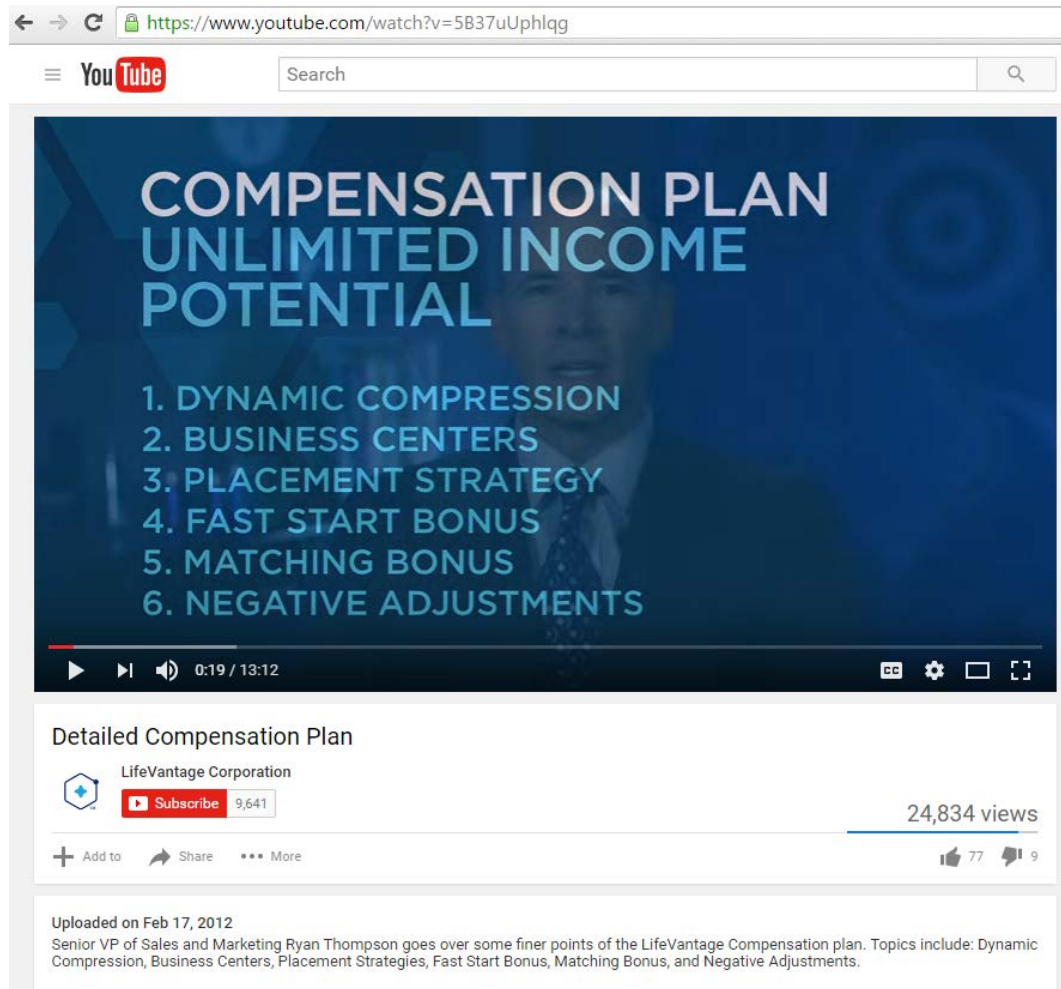 https://www.youtube.com/watch?v=5B37uUphlqg
YouTube
Search
COMPENSATION PLAN
UNLIMITED INCOME
POTENTIAL
1. DYNAMIC COMPRESSION
2. BUSINESS CENTERS
3. PLACEMENT STRATEGY
4. FAST START BONUS
5. MATCHING BONUS
6. NEGATIVE ADJUSTMENTS
0:19 / 13:12
CC
Detailed Compensation Plan
LifeVantage Corporation
Subscribe 9,641
24,834 views
Add to Share More 77 9
Uploaded on Feb 17, 2012
Senior VP of Sales and Marketing Ryan Thompson goes over some finer points of the LifeVantage Compensation plan. Topics include: Dynamic
Compression, Business Centers, Placement Strategies, Fast Start Bonus, Matching Bonus, and Negative Adjustments.